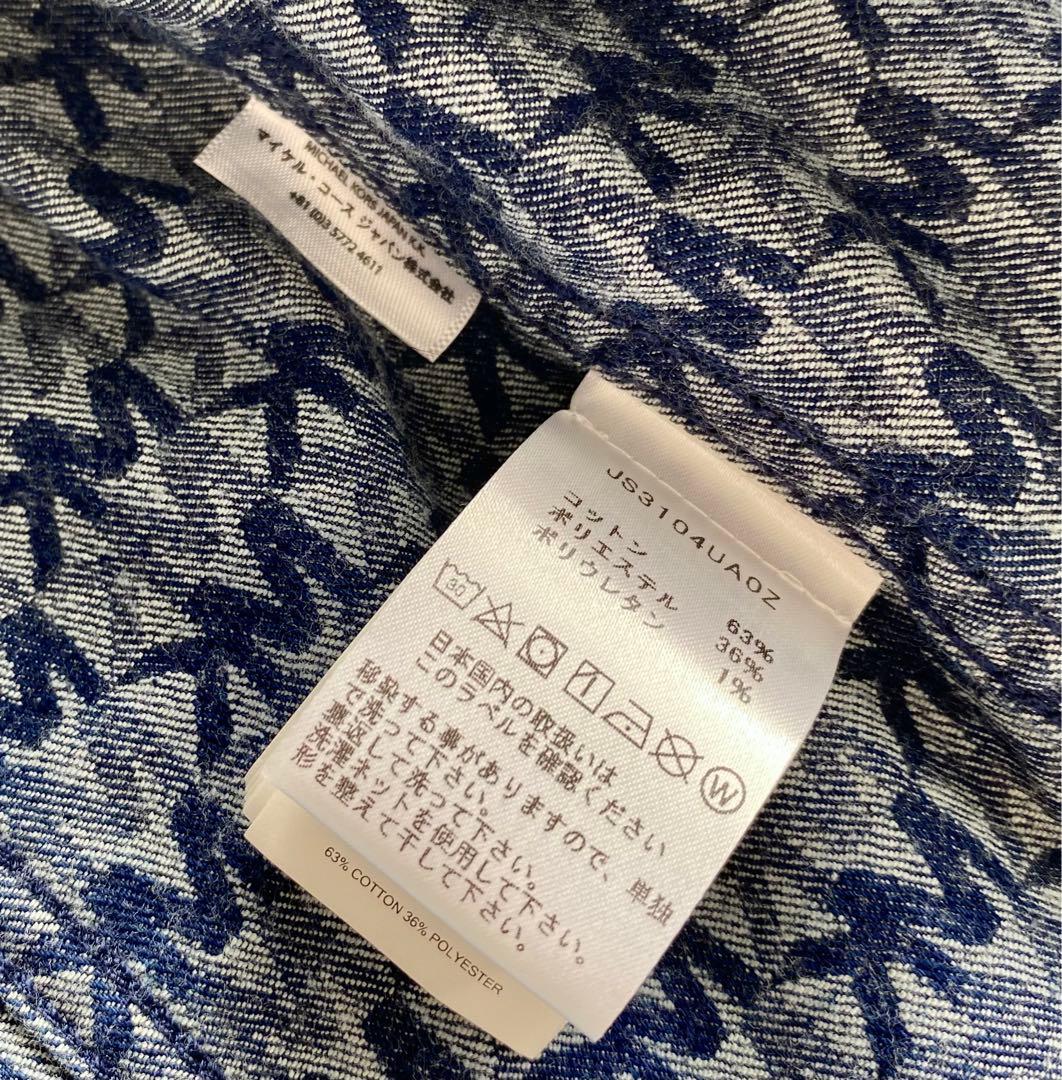 MICHAEL KORS JAPAN K.K.
マイケル・コース ジャパン株式会社
+81 (0)3 5772 4611
JS3104UA0Z
コットン 63%
ポリエステル 36%
ポリウレタン 1%
30
W
日本国内の取扱いは
このラベルを確認ください
移染する事がありますので、単独
で洗って下さい。
裏返して洗って下さい。
洗濯ネットを使用して下さい。
形を整えて干して下さい。
63% COTTON 36% POLYESTER